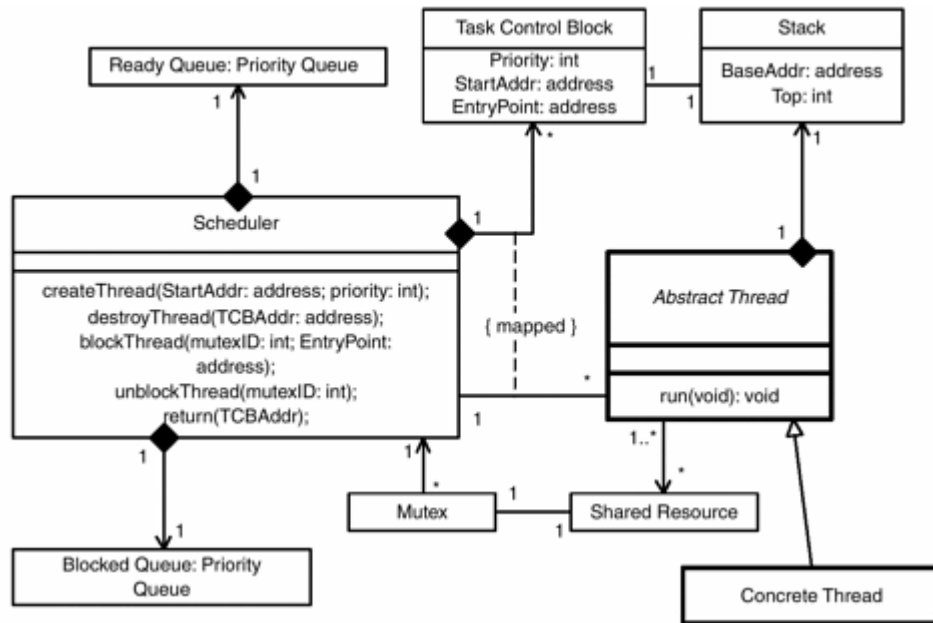 Task Control Block
Priority: int
StartAddr: address
EntryPoint: address
Stack
BaseAddr: address
Top: int
1
1
Ready Queue: Priority Queue
1
1
*
1
1
1
Scheduler
createThread(StartAddr: address; priority: int);
destroyThread(TCBAddr: address);
blockThread(mutexID: int; EntryPoint:
address);
unblockThread(mutexID: int);
return(TCBAddr);
{ mapped }
Abstract Thread
run(void): void
1
*
1
1
1..*
*
1
*
Mutex
1
1
Shared Resource
Blocked Queue: Priority
Queue
Concrete Thread